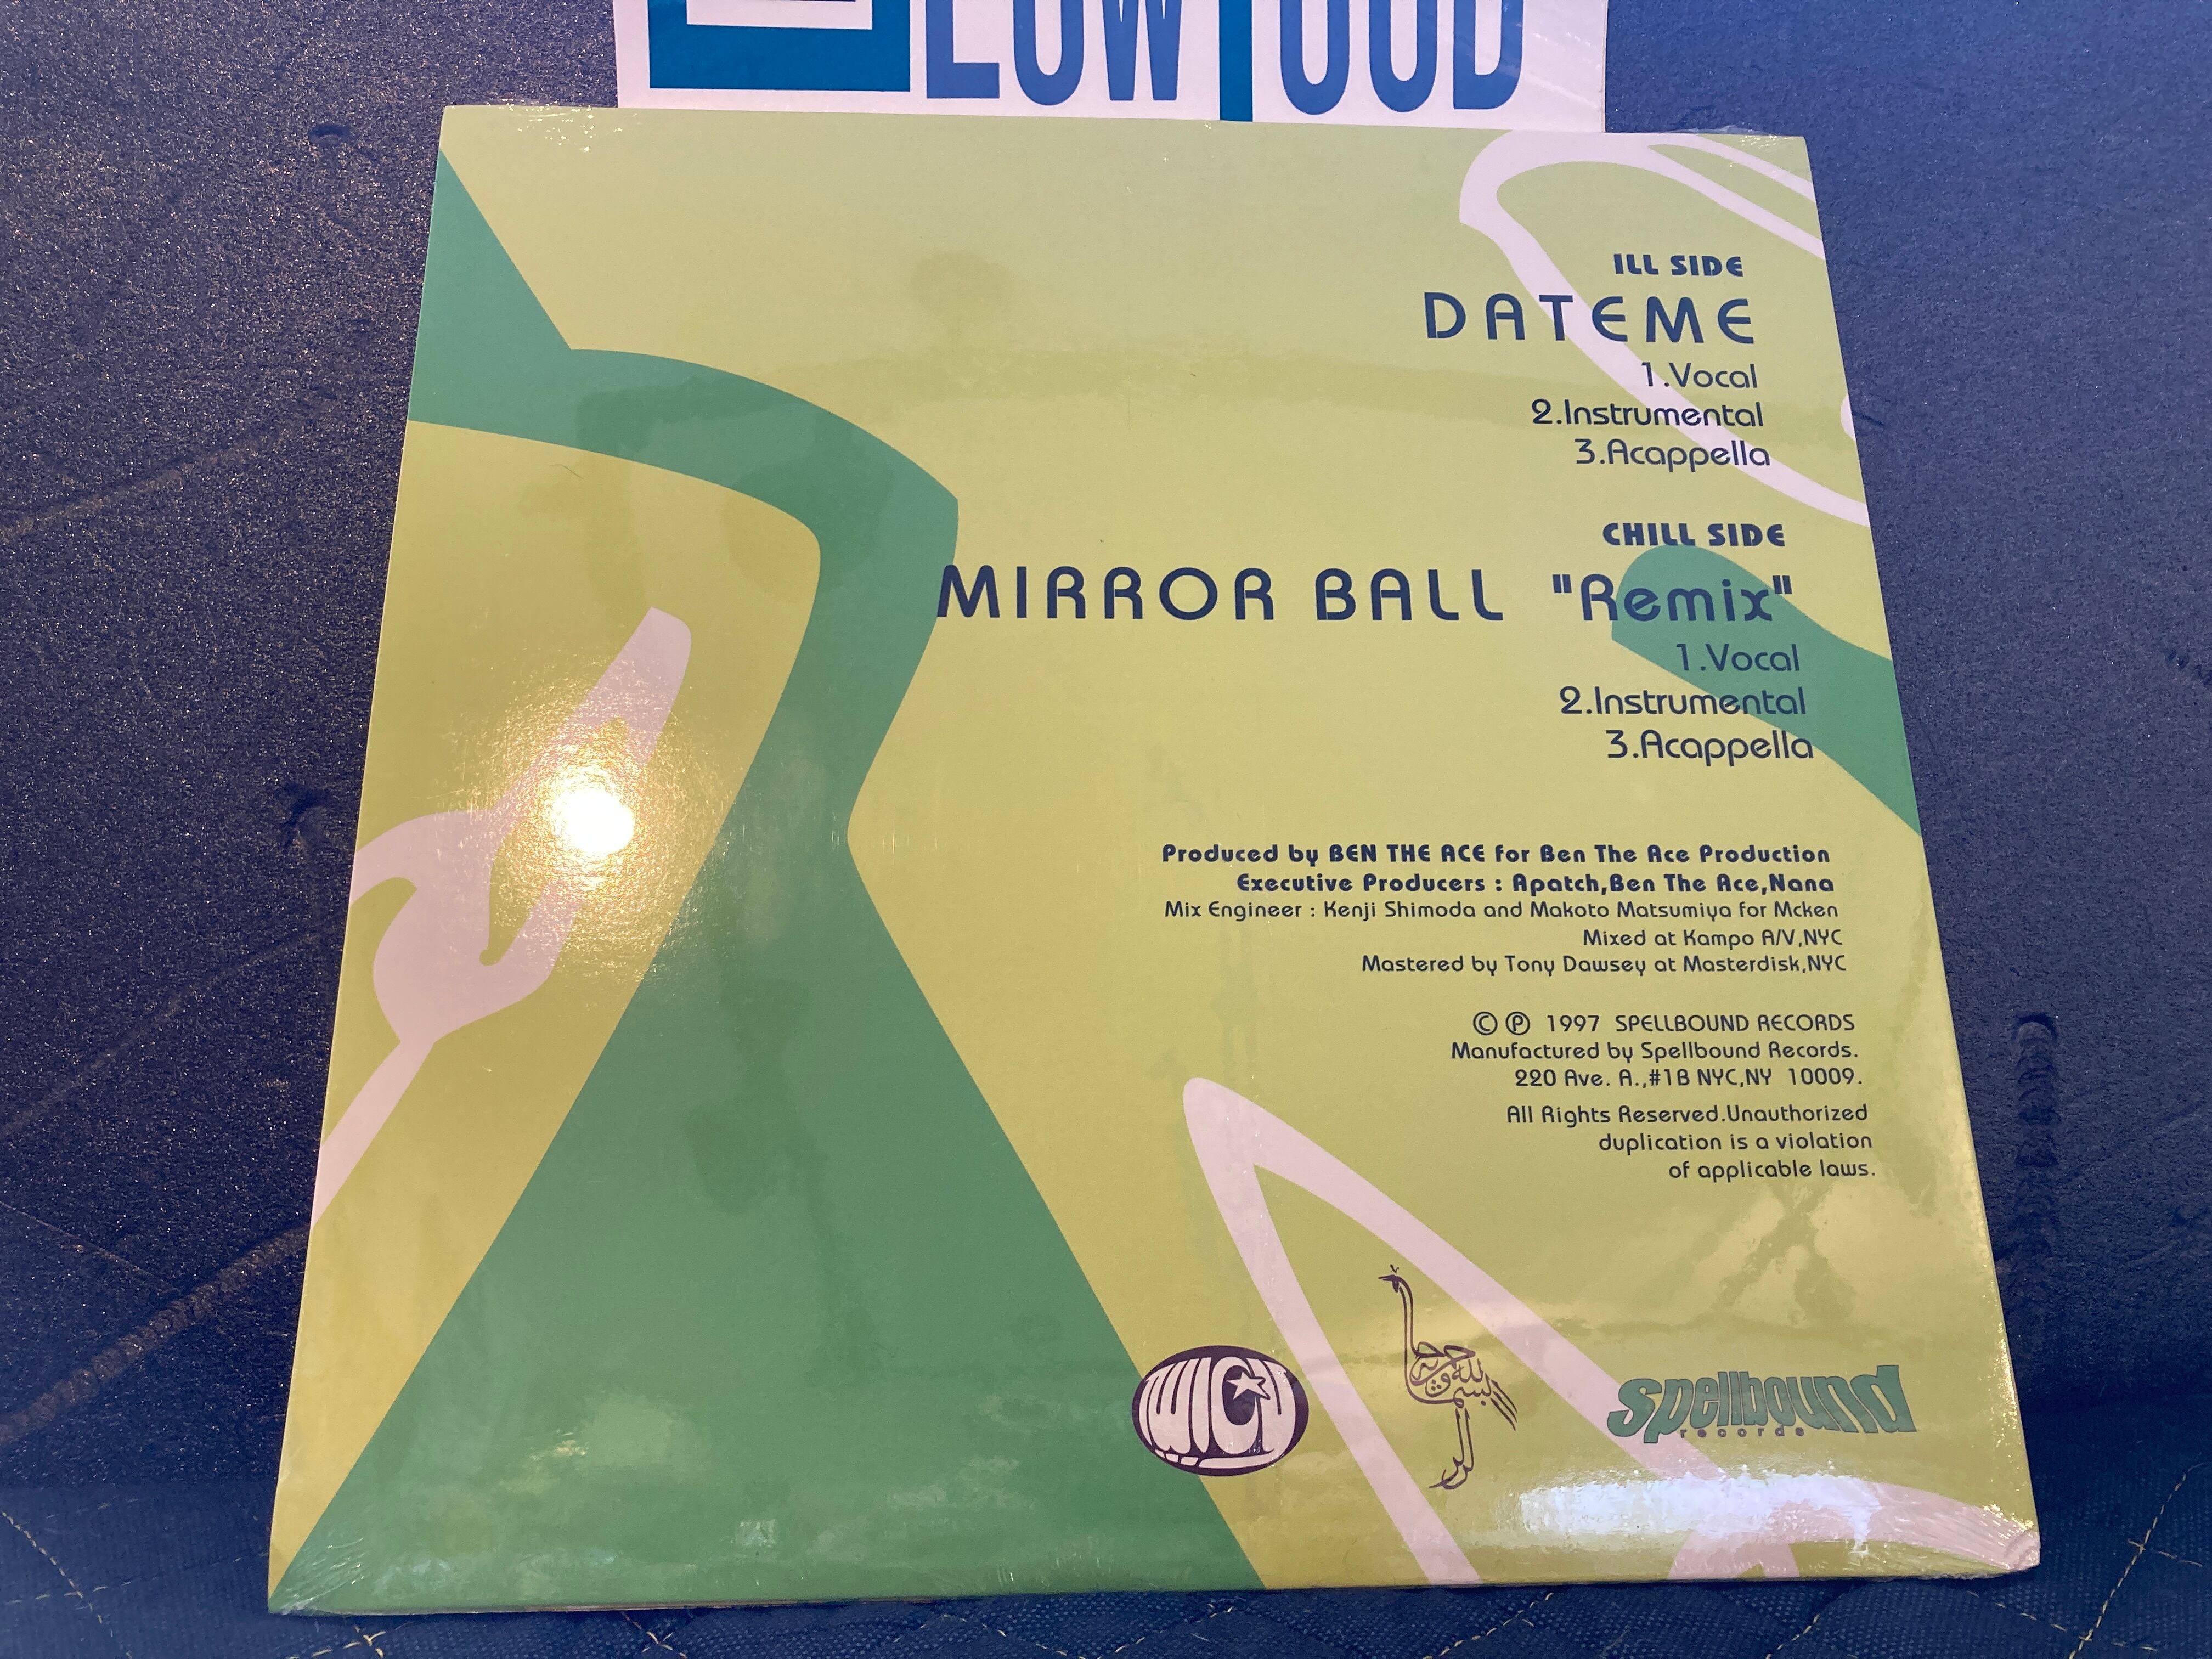 ILL SIDE
DATEME
1.Vocal
2.Instrumental
3.Acappella
CHILL SIDE
MIRROR BALL "Remix"
1.Vocal
2.Instrumental
3.Acappella
Produced by BEN THE ACE for Ben The Ace Production
Executive Producers : Apatch,Ben The Ace,Nana
Mix Engineer : Kenji Shimoda and Makoto Matsumiya for Mcken
Mixed at Kampo A/V,NYC
Mastered by Tony Dawsey at Masterdisk,NYC
© ℗ 1997 SPELLBOUND RECORDS
Manufactured by Spellbound Records.
220 Ave. A.,#1B NYC,NY 10009.
All Rights Reserved.Unauthorized
duplication is a violation
of applicable laws.
spellbound
records